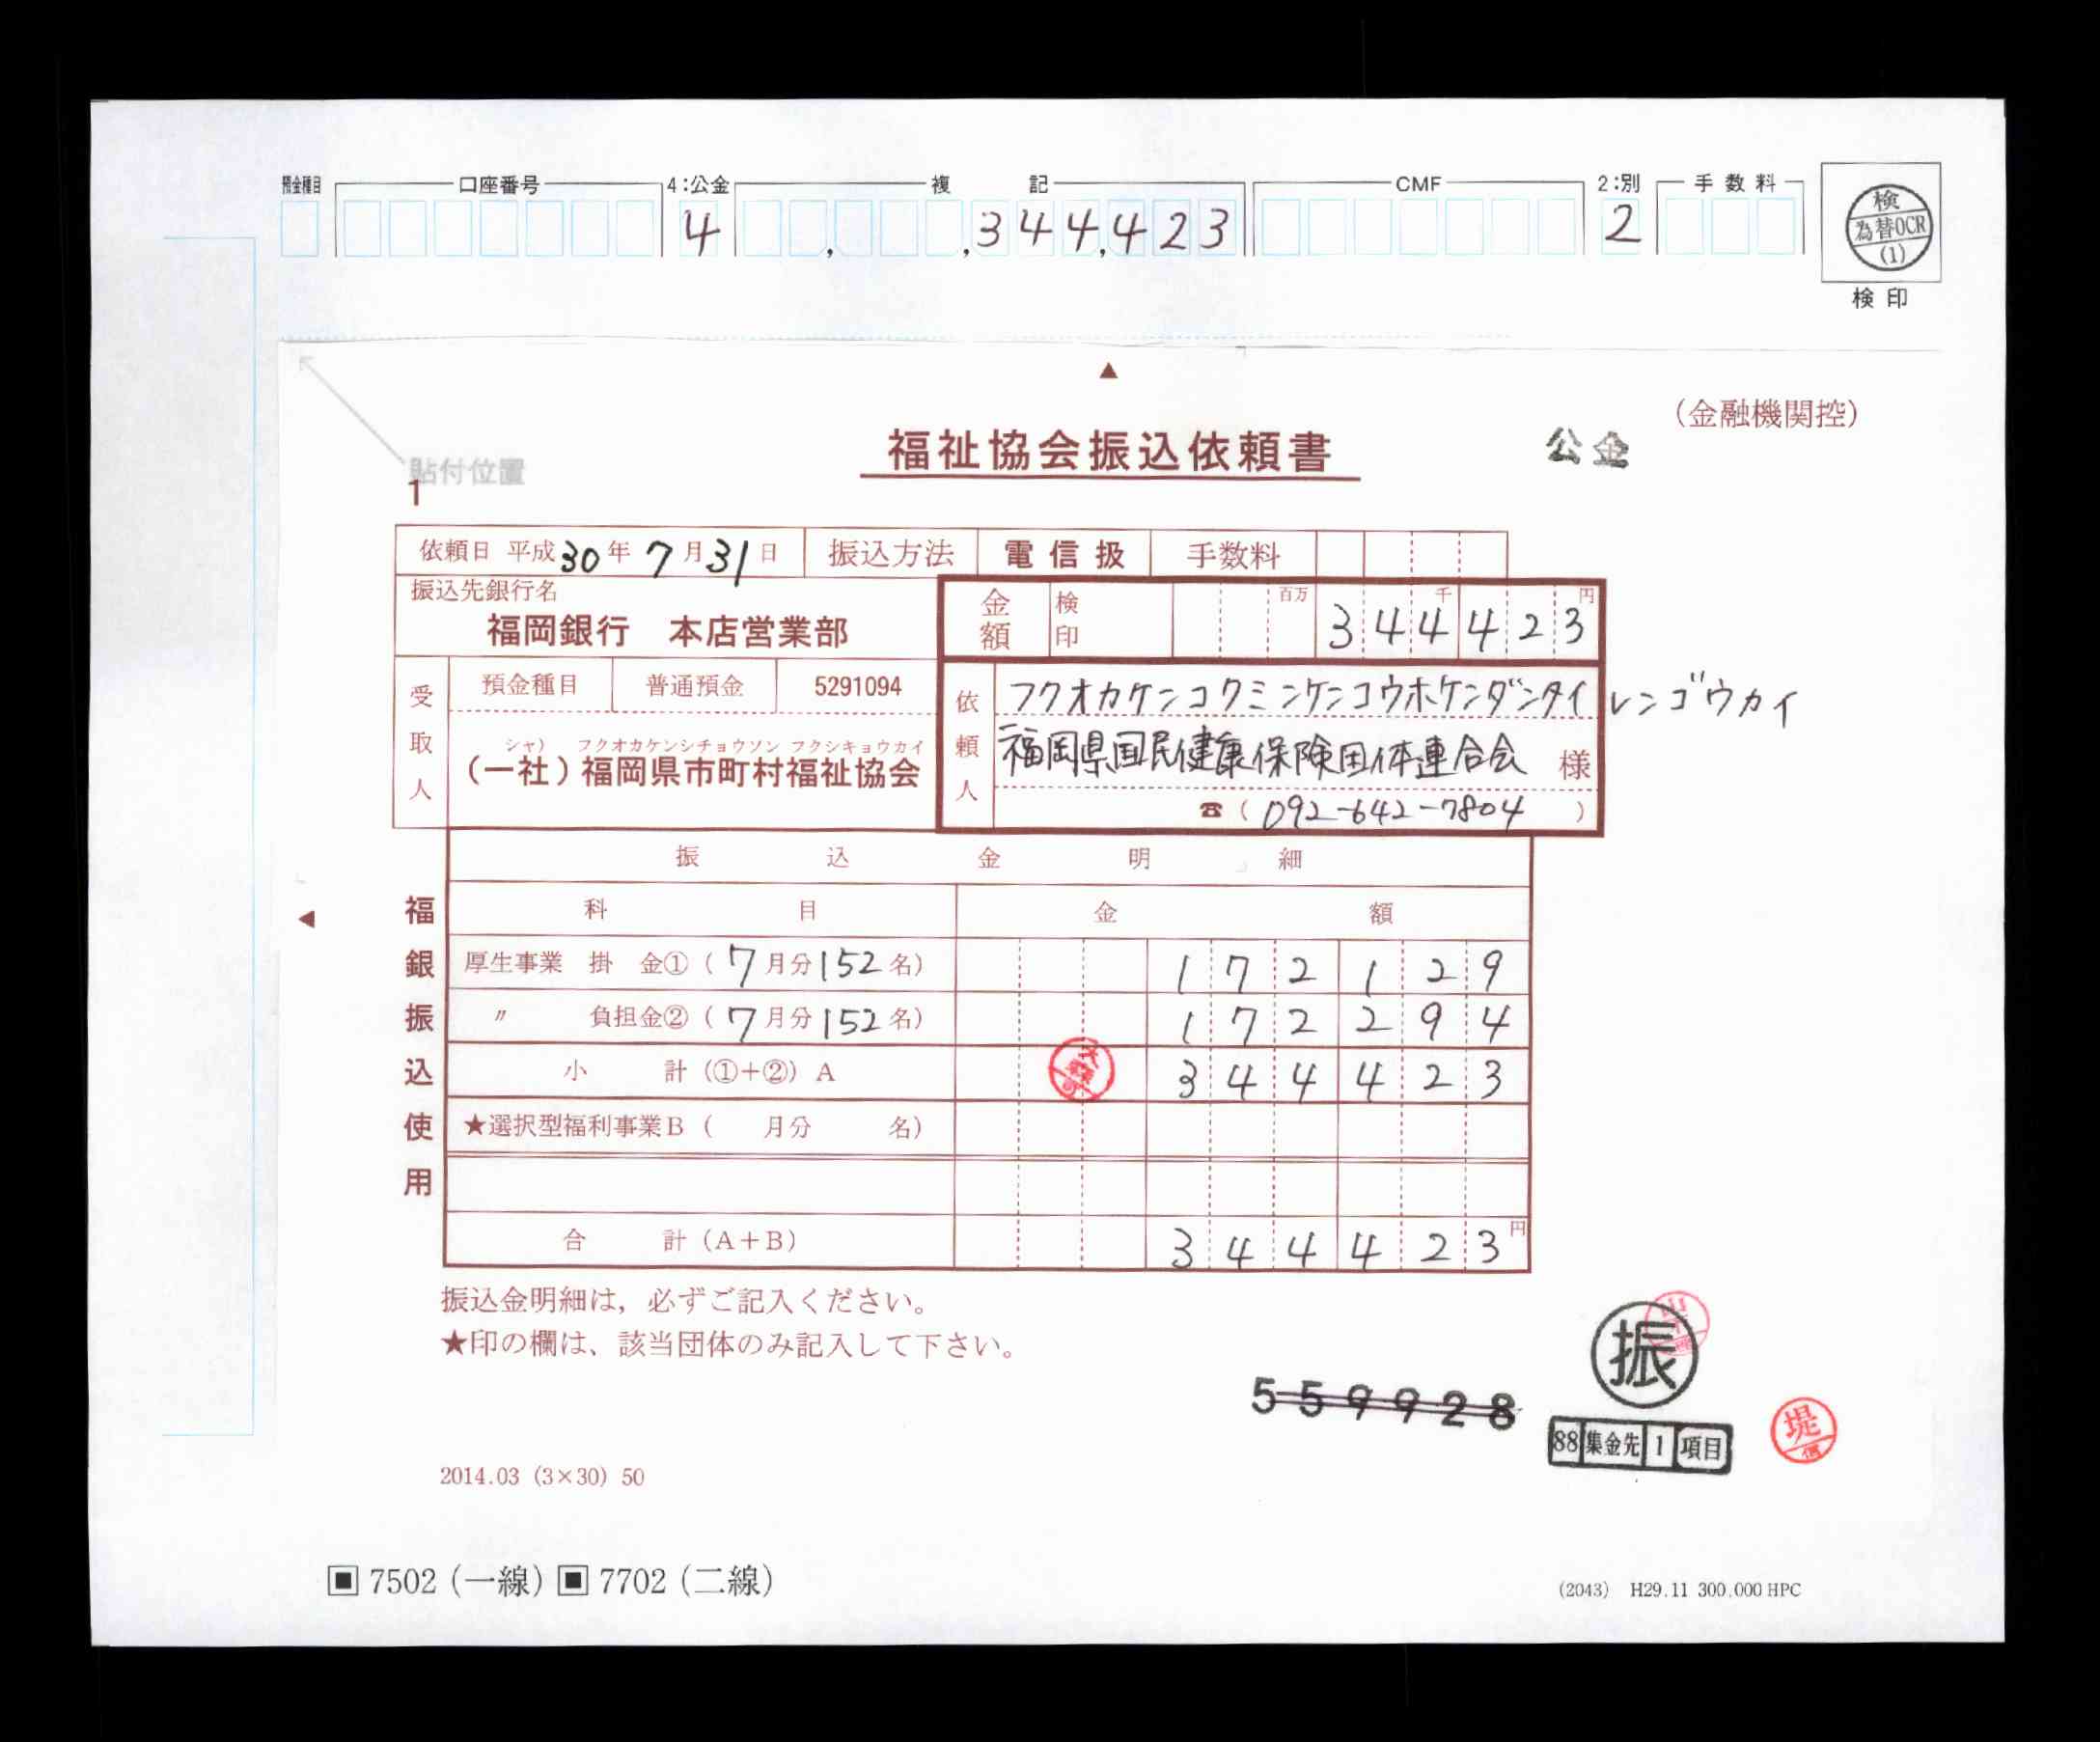 預金種目 口座番号 4:公金 複 記 CMF 2:別 手数料
4 344,423 2
検
為替OCR
(1)
検印
(金融機関控)
福祉協会振込依頼書 公金
貼付位置
1
依頼日 平成30年7月31日 振込方法 電信扱 手数料
振込先銀行名
福岡銀行 本店営業部
金額 検印 百万 千 円
344423
受取人 預金種目 普通預金 5291094
シャ) フクオカケンシチョウソン フクシキョウカイ
(一社)福岡県市町村福祉協会
依頼人 フクオカケンコクミンケンコウホケンダンタイレンゴウカイ
福岡県国民健康保険団体連合会 様
☎(092-642-7804)
福銀振込使用
振込金明細
科目 金額
厚生事業 掛金①(7月分152名) 172129
〃 負担金②(7月分152名) 172294
小計(①+②)A 344423
★選択型福利事業B( 月分 名)
合計(A+B) 344423円
振込金明細は,必ずご記入ください。
★印の欄は、該当団体のみ記入して下さい。
振
559928
88 集金先 1 項目
堤
2014.03 (3×30) 50
▣ 7502(一線)▣ 7702(二線)
(2043) H29.11 300.000 HPC